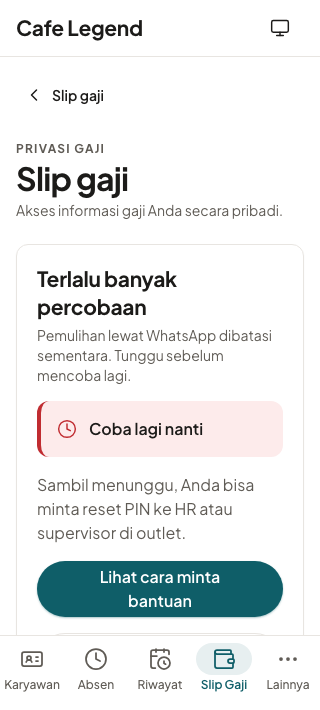 Cafe Legend
Slip gaji
PRIVASI GAJI
Slip gaji
Akses informasi gaji Anda secara pribadi.
Terlalu banyak
percobaan
Pemulihan lewat WhatsApp dibatasi
sementara. Tunggu sebelum
mencoba lagi.
Coba lagi nanti
Sambil menunggu, Anda bisa
minta reset PIN ke HR atau
supervisor di outlet.
Lihat cara minta
bantuan
Karyawan
Absen
Riwayat
Slip Gaji
Lainnya